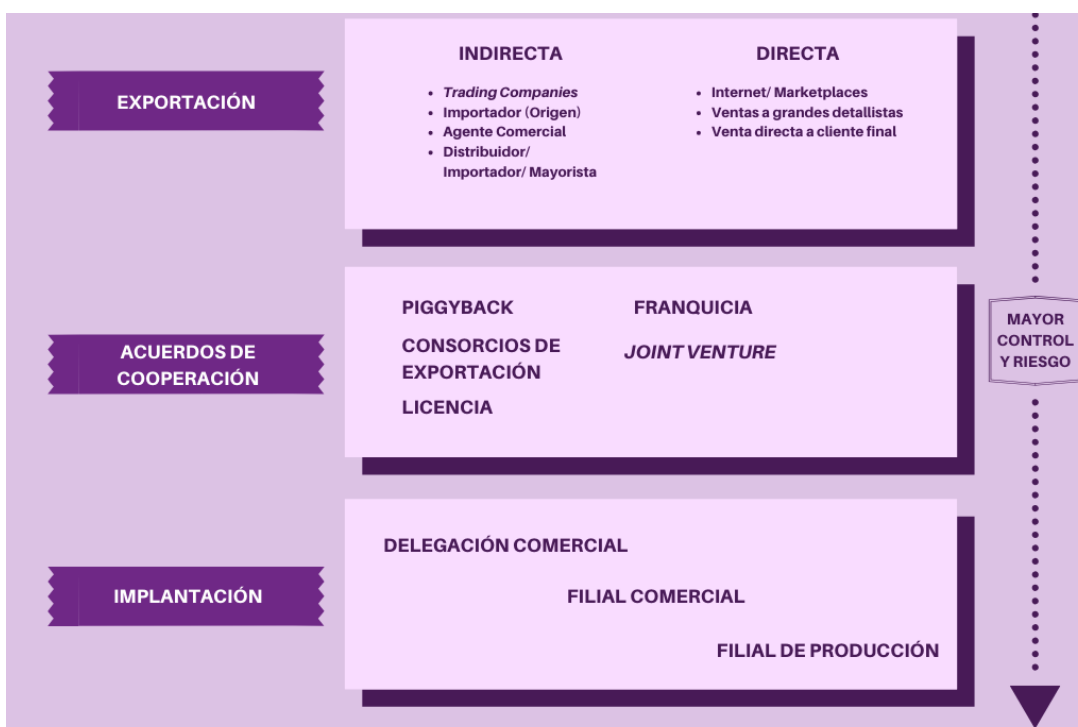 EXPORTACIÓN
INDIRECTA
• Trading Companies
• Importador (Origen)
• Agente Comercial
• Distribuidor/
Importador/ Mayorista
DIRECTA
• Internet/ Marketplaces
• Ventas a grandes detallistas
• Venta directa a cliente final
ACUERDOS DE
COOPERACIÓN
PIGGYBACK
CONSORCIOS DE
EXPORTACIÓN
LICENCIA
FRANQUICIA
JOINT VENTURE
MAYOR
CONTROL
Y RIESGO
IMPLANTACIÓN
DELEGACIÓN COMERCIAL
FILIAL COMERCIAL
FILIAL DE PRODUCCIÓN